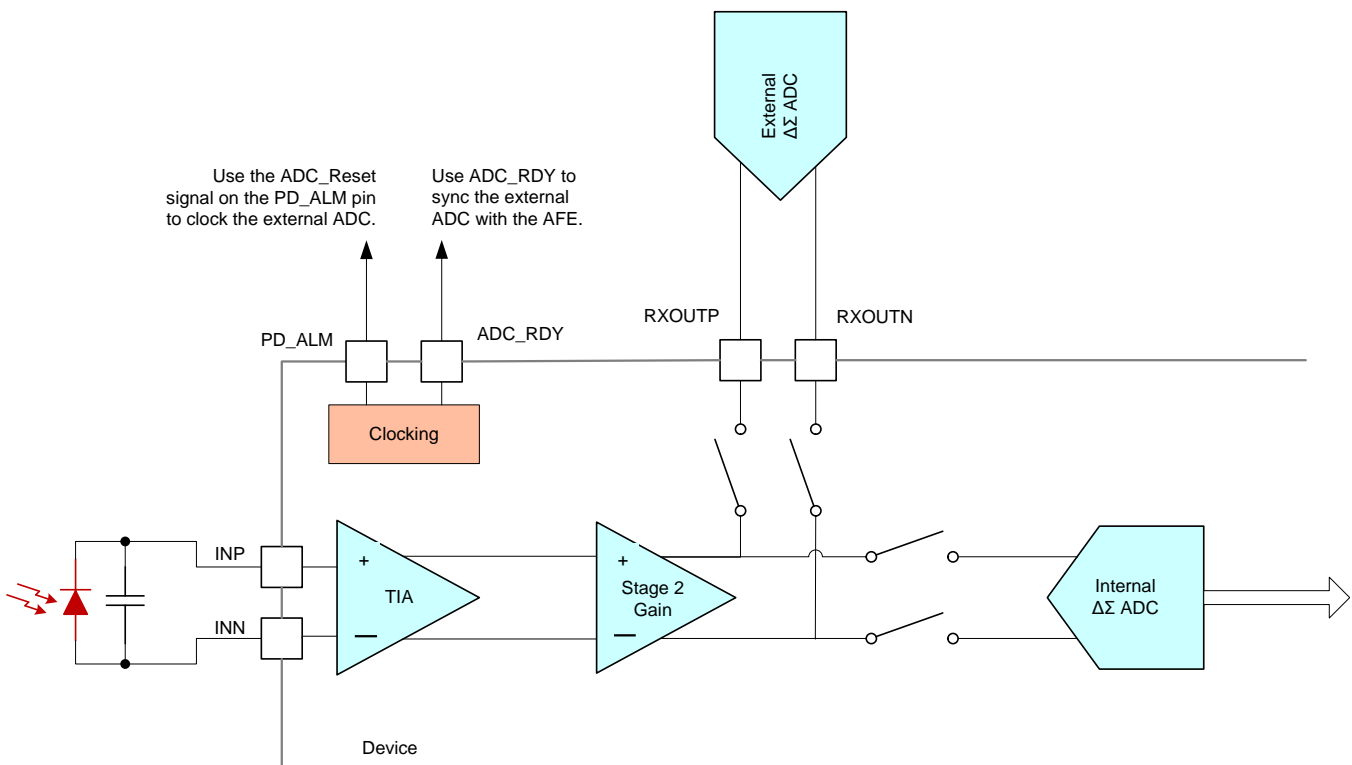 External
ΔΣ ADC
Use the ADC_Reset
signal on the PD_ALM pin
to clock the external ADC.
Use ADC_RDY to
sync the external
ADC with the AFE.
PD_ALM
ADC_RDY
RXOUTP
RXOUTN
Clocking
INP
INN
+
TIA
+
Stage 2
Gain
Internal
ΔΣ ADC
Device